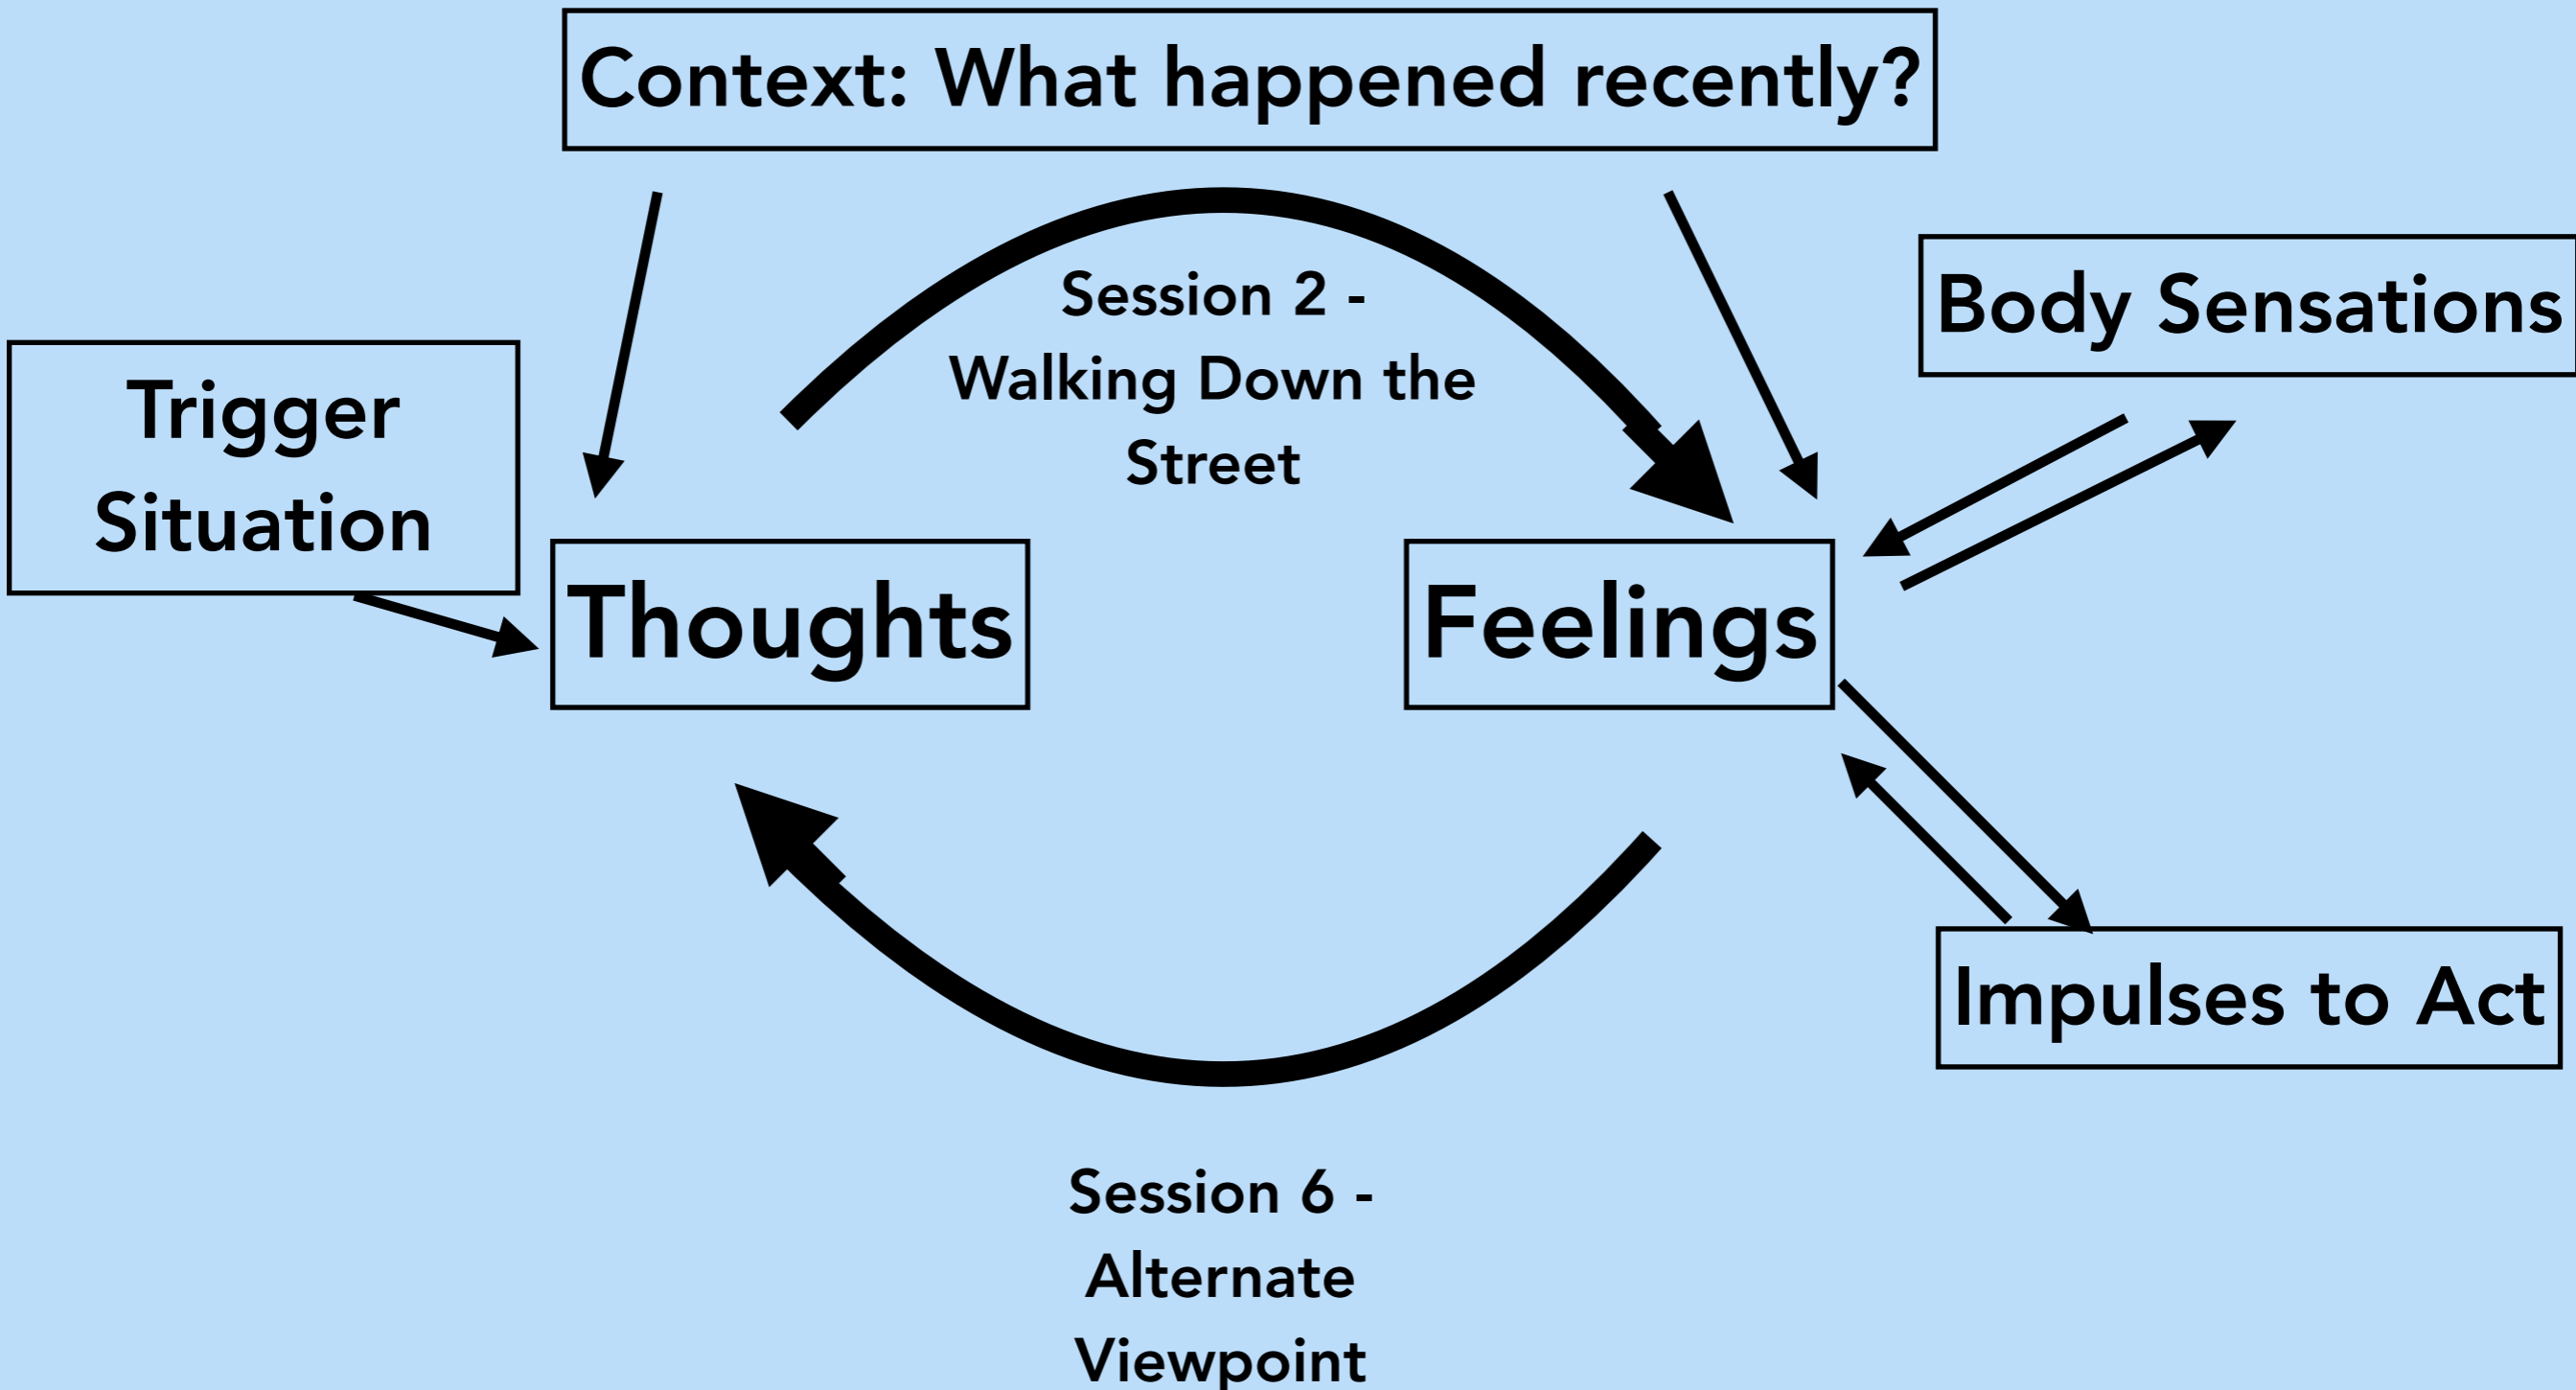 Context: What happened recently?
Session 2 -
Walking Down the
Street
Body Sensations
Trigger
Situation
Thoughts
Feelings
Impulses to Act
Session 6 -
Alternate
Viewpoint